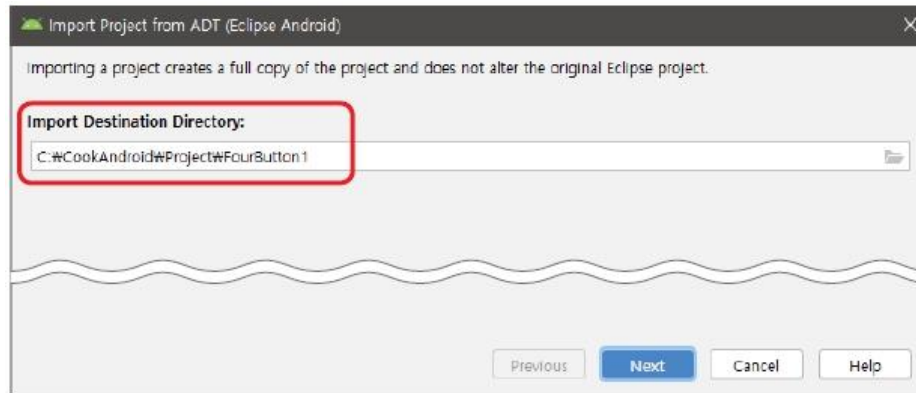 Import Project from ADT (Eclipse Android)
Importing a project creates a full copy of the project and does not alter the original Eclipse project.
Import Destination Directory:
C:₩CookAndroid₩Project₩FourButton1
Previous Next Cancel Help